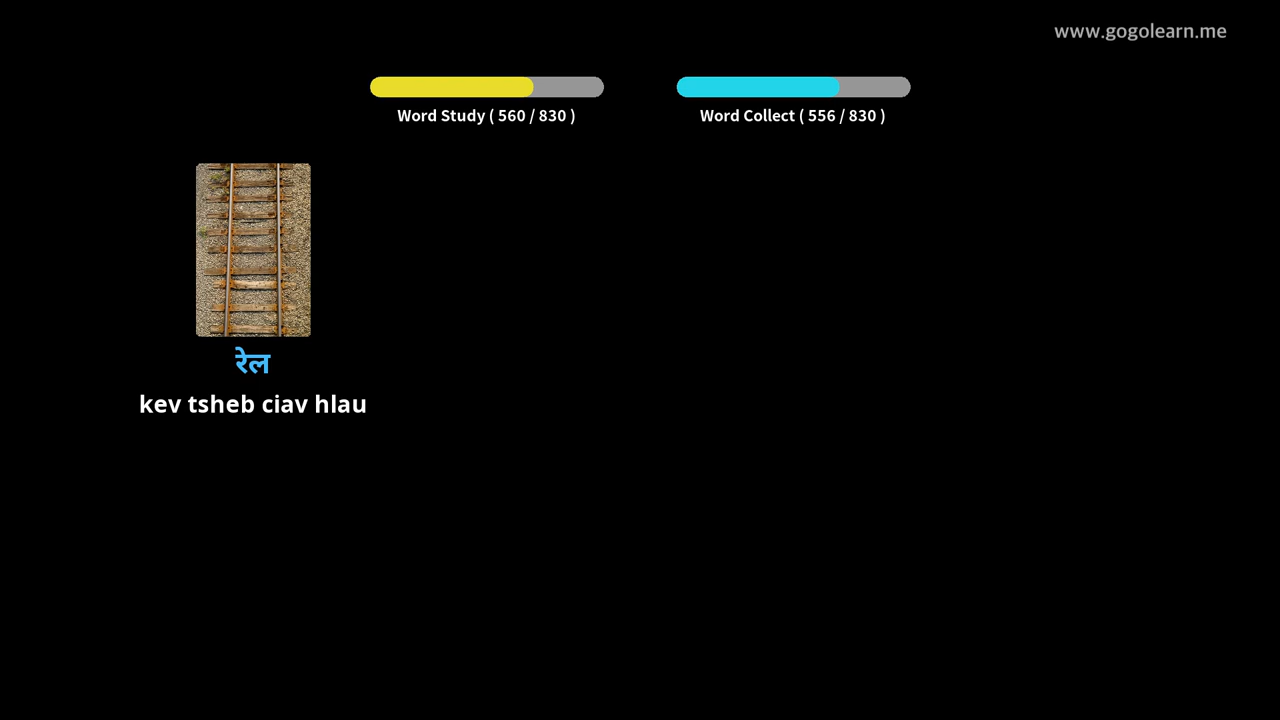 www.gogolearn.me
Word Study ( 560 / 830 )
Word Collect ( 556 / 830 )
रेल
kev tsheb ciav hlau